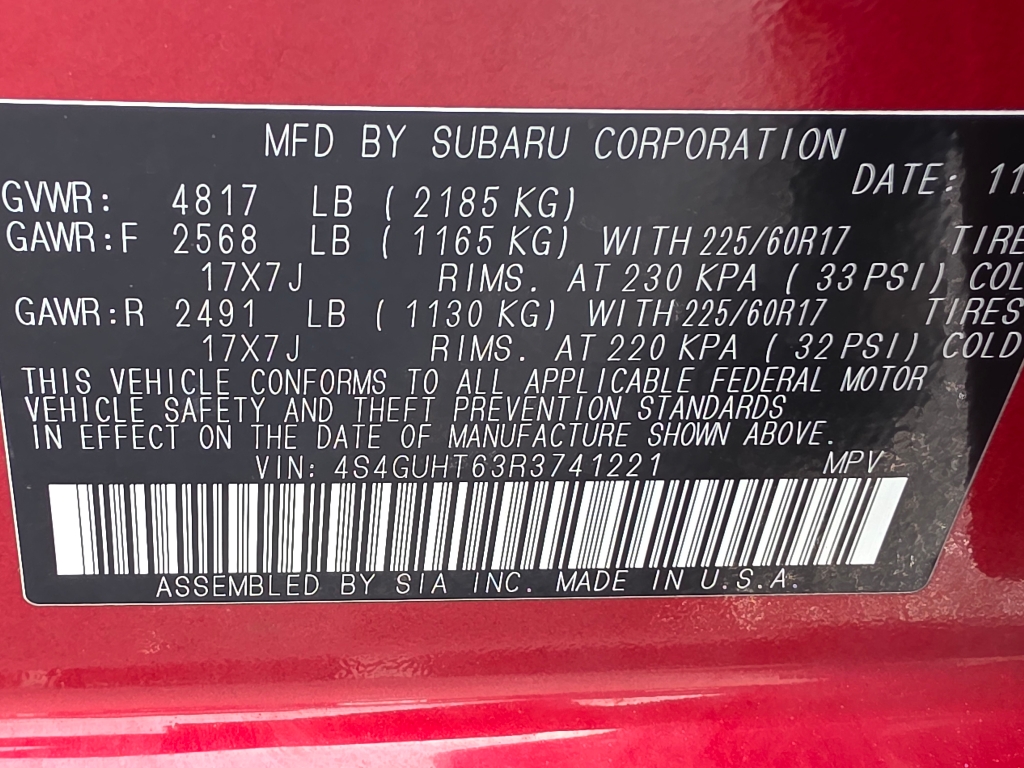 MFD BY SUBARU CORPORATION
DATE: 11
GVWR: 4817 LB ( 2185 KG)
GAWR:F 2568 LB ( 1165 KG) WITH 225/60R17 TIRE
17X7J RIMS. AT 230 KPA ( 33 PSI) COL
GAWR:R 2491 LB ( 1130 KG) WITH 225/60R17 TIRES
17X7J RIMS. AT 220 KPA ( 32 PSI) COLD
THIS VEHICLE CONFORMS TO ALL APPLICABLE FEDERAL MOTOR
VEHICLE SAFETY AND THEFT PREVENTION STANDARDS
IN EFFECT ON THE DATE OF MANUFACTURE SHOWN ABOVE.
VIN: 4S4GUHT63R3741221 MPV
ASSEMBLED BY SIA INC. MADE IN U.S.A.